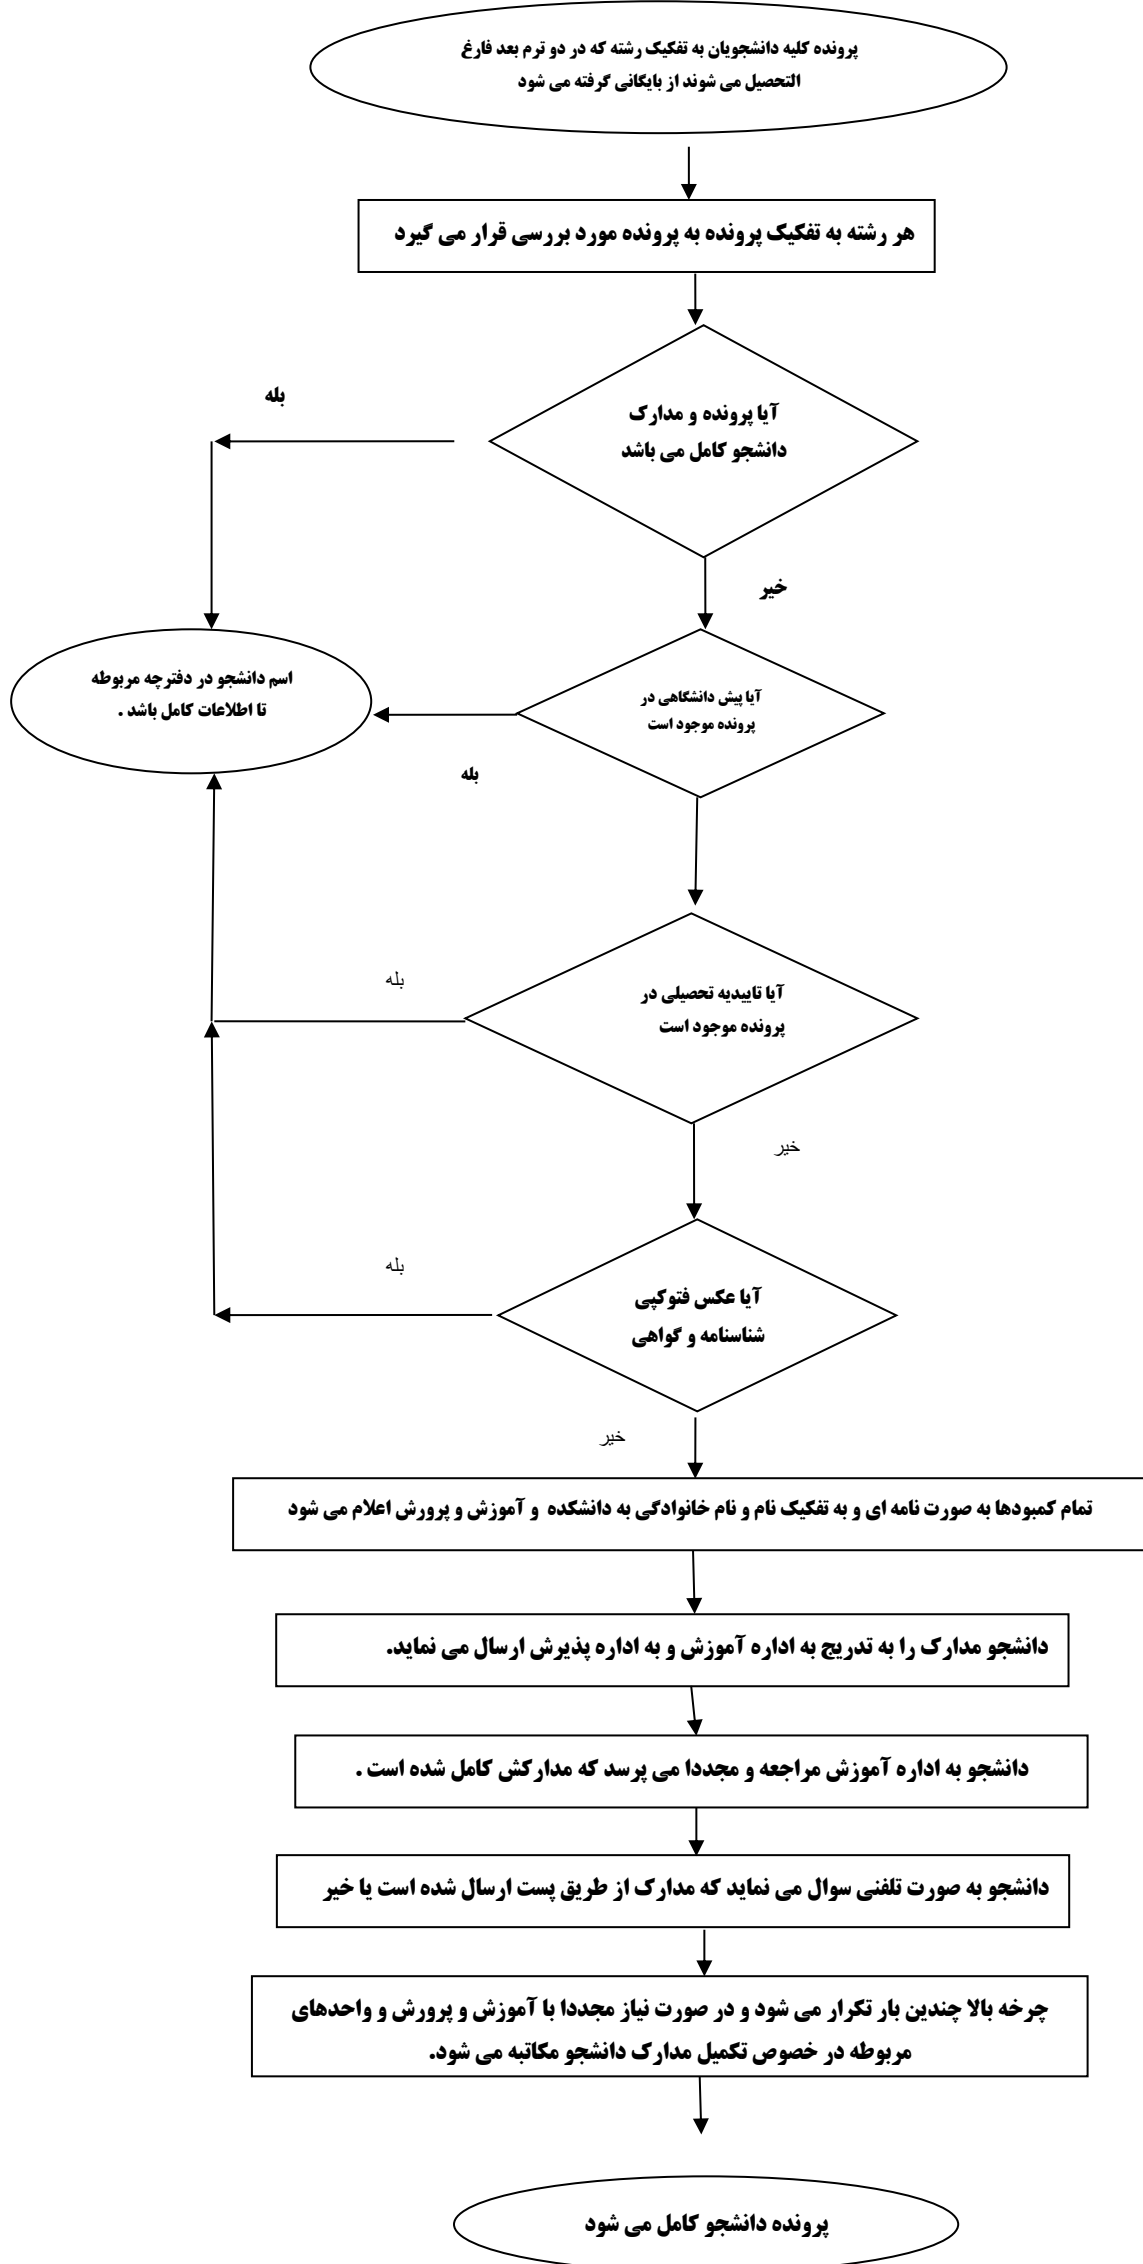 پرونده کلیه دانشجویان به تفکیک رشته که در دو ترم بعد فارغ
التحصیل می شوند از بایگانی گرفته می شود
هر رشته به تفکیک پرونده به پرونده مورد بررسی قرار می گیرد
بله
آیا پرونده و مدارک
دانشجو کامل می باشد
خیر
اسم دانشجو در دفترچه مربوطه
تا اطلاعات کامل باشد .
آیا پیش دانشگاهی در
پرونده موجود است
بله
بله
آیا تاییدیه تحصیلی در
پرونده موجود است
خیر
بله
آیا عکس فتوکپی
شناسنامه و گواهی
خیر
تمام کمبودها به صورت نامه ای و به تفکیک نام و نام خانوادگی به دانشکده و آموزش و پرورش اعلام می شود
دانشجو مدارک را به تدریج به اداره آموزش و به اداره پذیرش ارسال می نماید.
دانشجو به اداره آموزش مراجعه و مجددا می پرسد که مدارکش کامل شده است .
دانشجو به صورت تلفنی سوال می نماید که مدارک از طریق پست ارسال شده است یا خیر
چرخه بالا چندین بار تکرار می شود و در صورت نیاز مجددا با آموزش و پرورش و واحدهای
مربوطه در خصوص تکمیل مدارک دانشجو مکاتبه می شود.
پرونده دانشجو کامل می شود